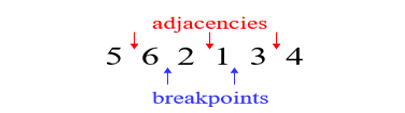 adjacencies
5 6 2 1 3 4
breakpoints